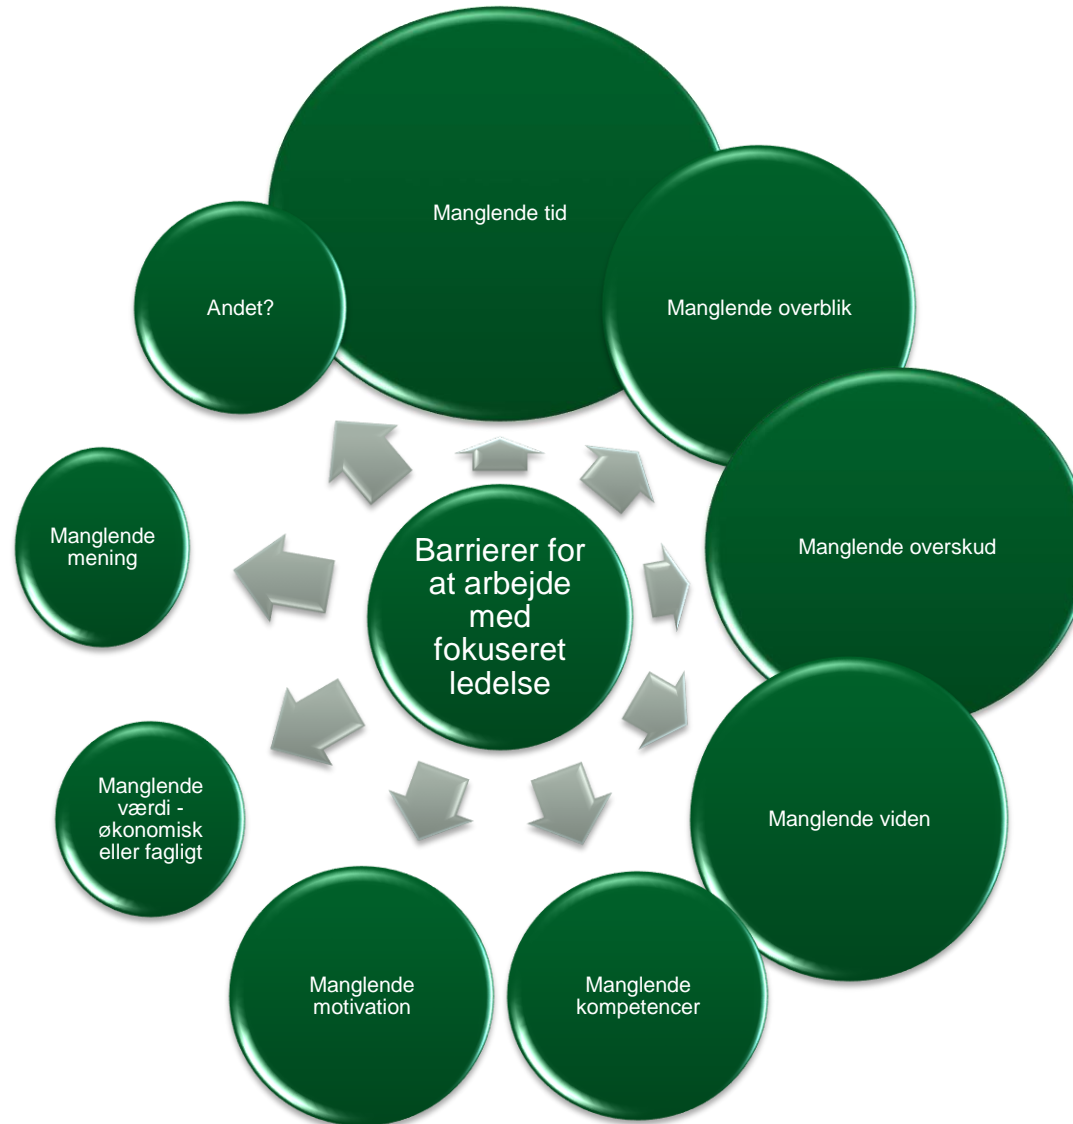 Manglende tid
Manglende overblik
Manglende overskud
Manglende viden
Manglende
kompetencer
Manglende
motivation
Manglende
værdi -
økonomisk
eller fagligt
Manglende
mening
Andet?
Barrierer for
at arbejde
med
fokuseret
ledelse